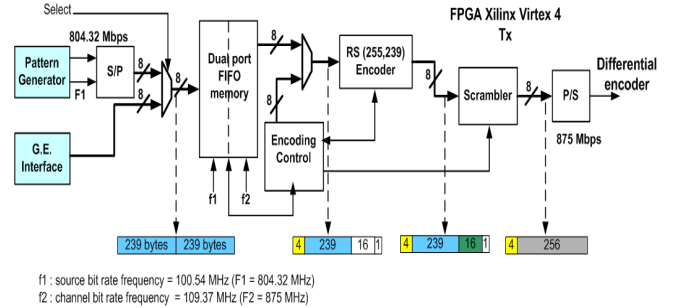 Select
FPGA Xilinx Virtex 4
Tx
804.32 Mbps
Pattern Generator
F1
S/P
8
8
8
G.E. Interface
Dual port FIFO memory
f1
f2
8
8
Encoding Control
RS (255,239) Encoder
8
Scrambler
8
P/S
875 Mbps
Differential encoder
239 bytes 239 bytes
4 239 16 1
4 239 16 1
4 256
f1 : source bit rate frequency = 100.54 MHz (F1 = 804.32 MHz)
f2 : channel bit rate frequency = 109.37 MHz (F2 = 875 MHz)